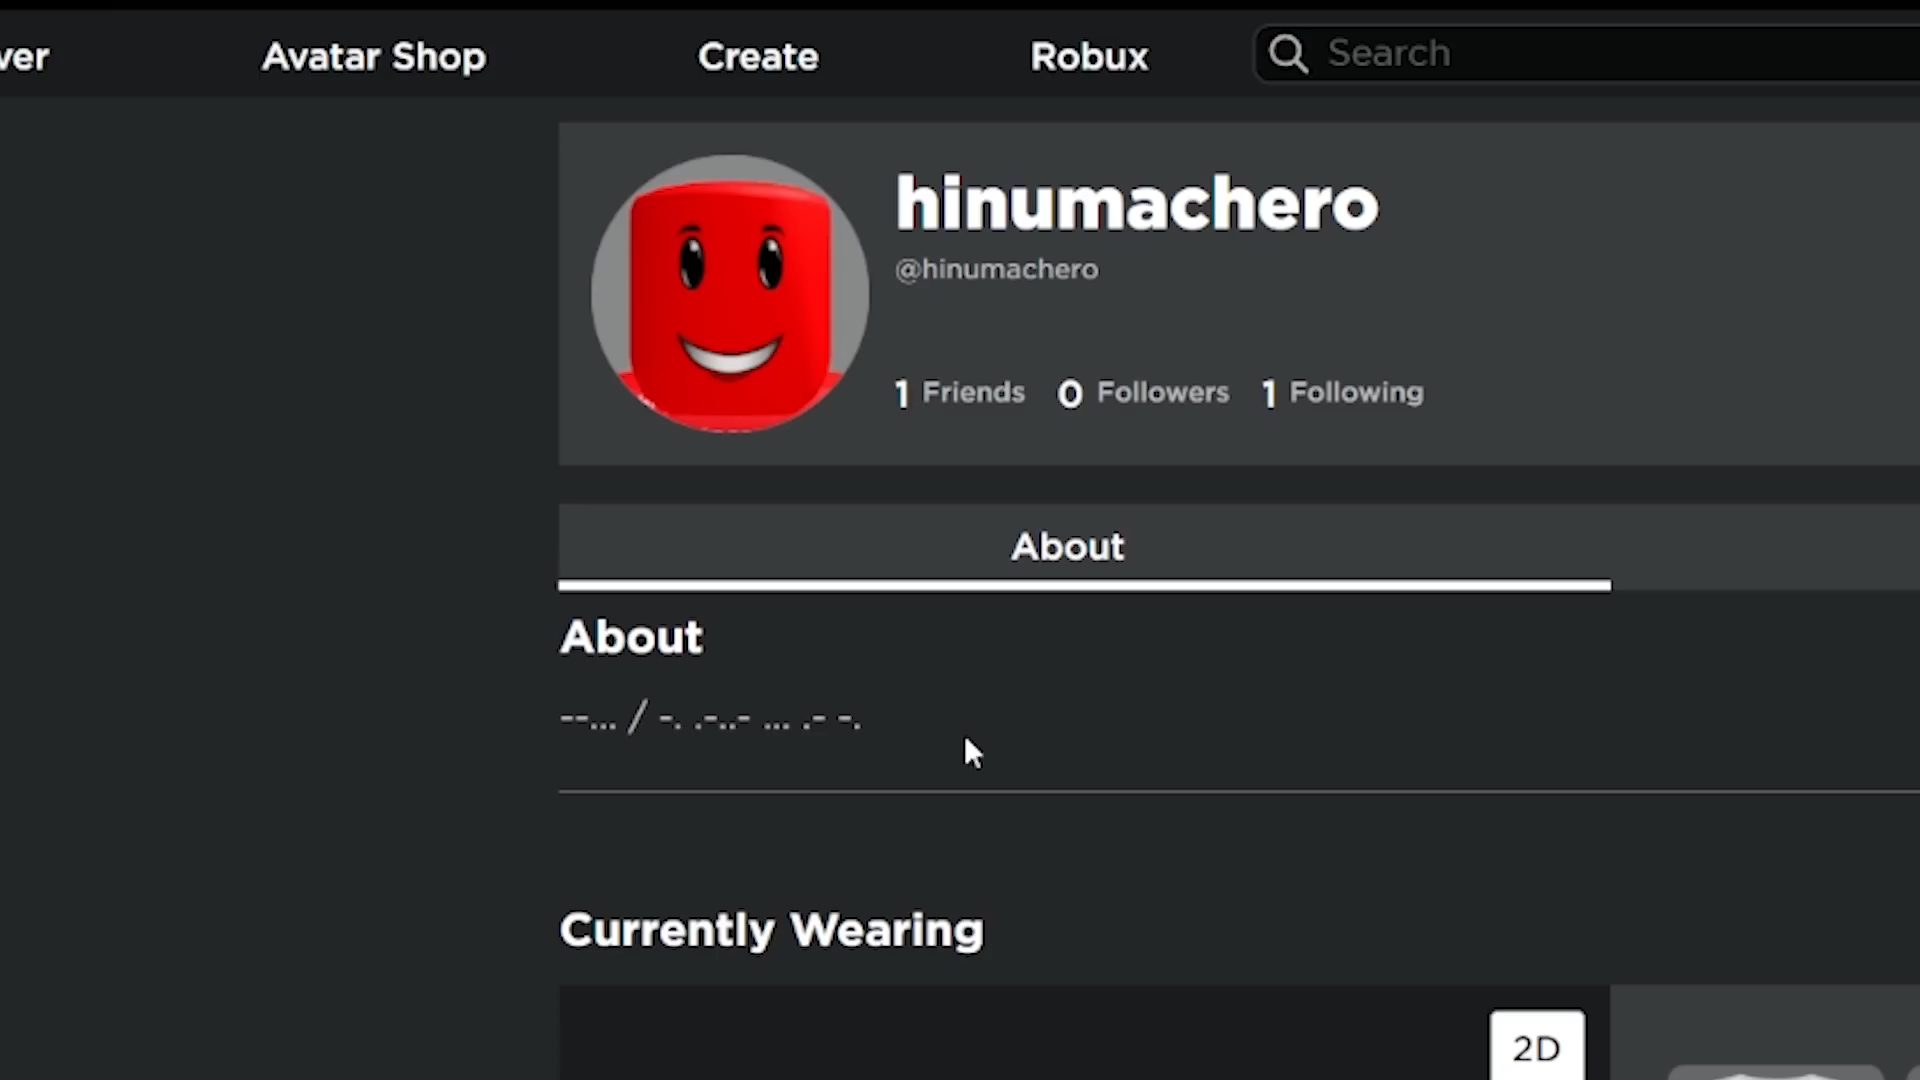 ver Avatar Shop Create Robux Search
hinumachero
@hinumachero
1 Friends 0 Followers 1 Following
About
About
--... / -. .-..- ... .- -.
Currently Wearing
2D